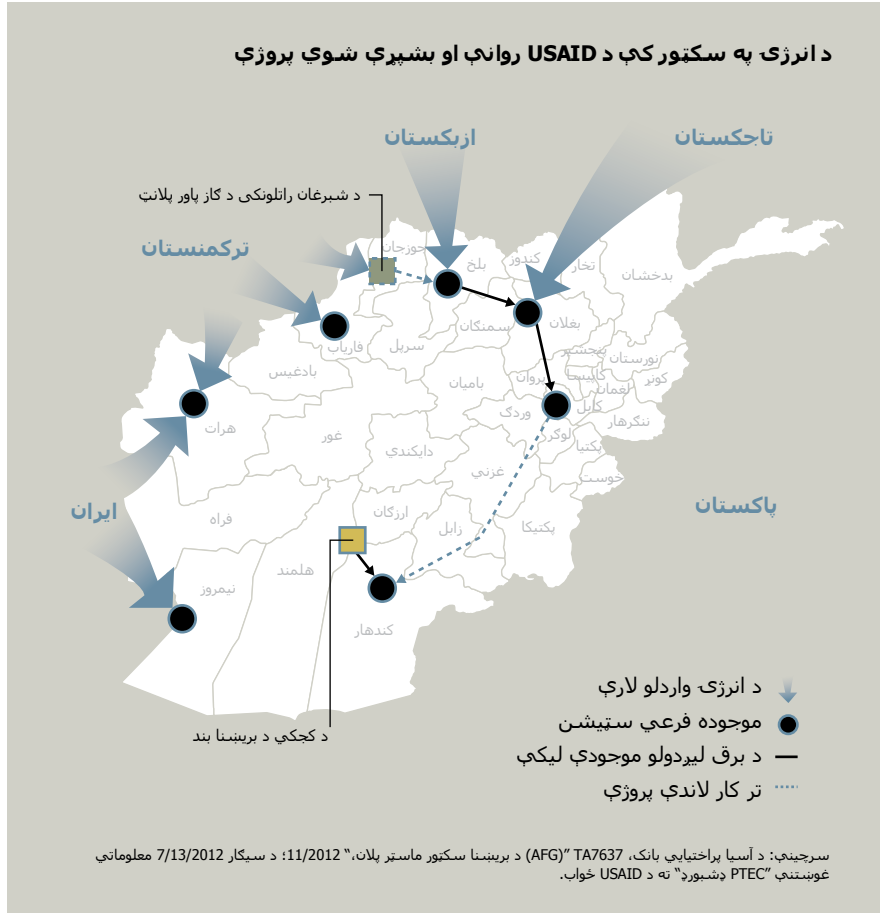 د انرژۍ په سکټور کې د USAID روانې او بشپړې شوې پروژې
تاجکستان
ازبکستان
د شبرغان راتلونکی د ګاز پاور پلانټ
ترکمنستان
جوزجان
بلخ
کندوز
تخار
بدخشان
فاریاب
سرپل
سمنګان
بغلان
پنجشیر
نورستان
کونړ
بادغیس
بامیان
پروان
کاپیسا
لغمان
کابل
ننګرهار
هرات
غور
وردګ
لوګر
پکتیا
خوست
دایکندي
غزني
پاکستان
ایران
فراه
ارزګان
زابل
پکتیکا
هلمند
نیمروز
کندهار
د کجکي د بریښنا بند
د انرژۍ واردلو لارې
موجوده فرعي سټیشن
د برق لیږدولو موجودې لیکې
تر کار لاندې پروژې
سرچینې: د آسیا پراختیایي بانک، TA7637 ”(AFG) د بریښنا سکټور ماسټر پلان،“ 11/2012؛ د سیګار 7/13/2012 معلوماتي
غوښتنې ”PTEC ډشبورډ“ ته د USAID ځواب.